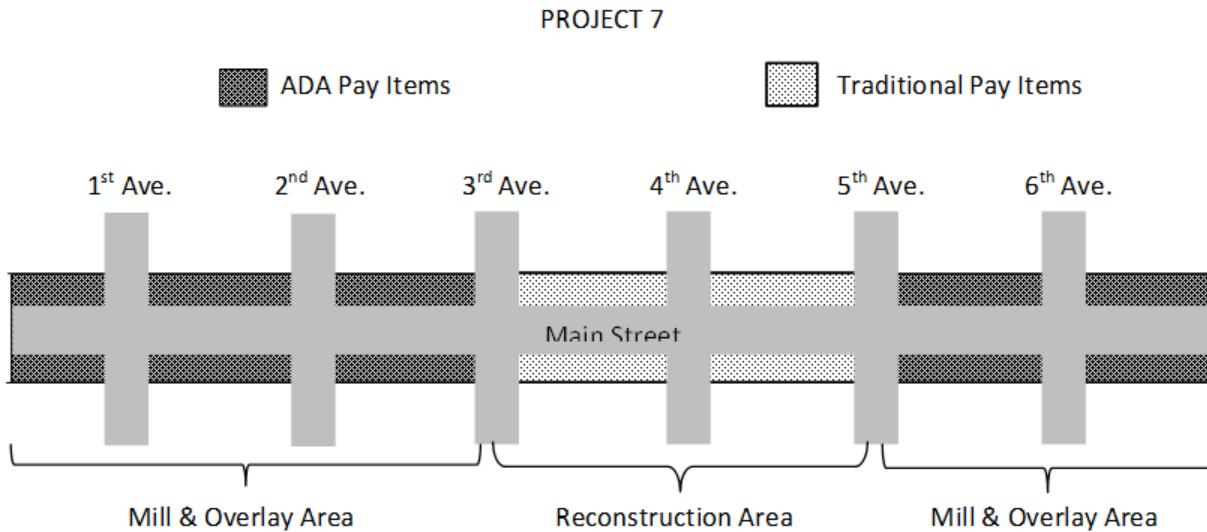 PROJECT 7
ADA Pay Items
Traditional Pay Items
1st Ave.
2nd Ave.
3rd Ave.
4th Ave.
5th Ave.
6th Ave.
Main Street
Mill & Overlay Area
Reconstruction Area
Mill & Overlay Area